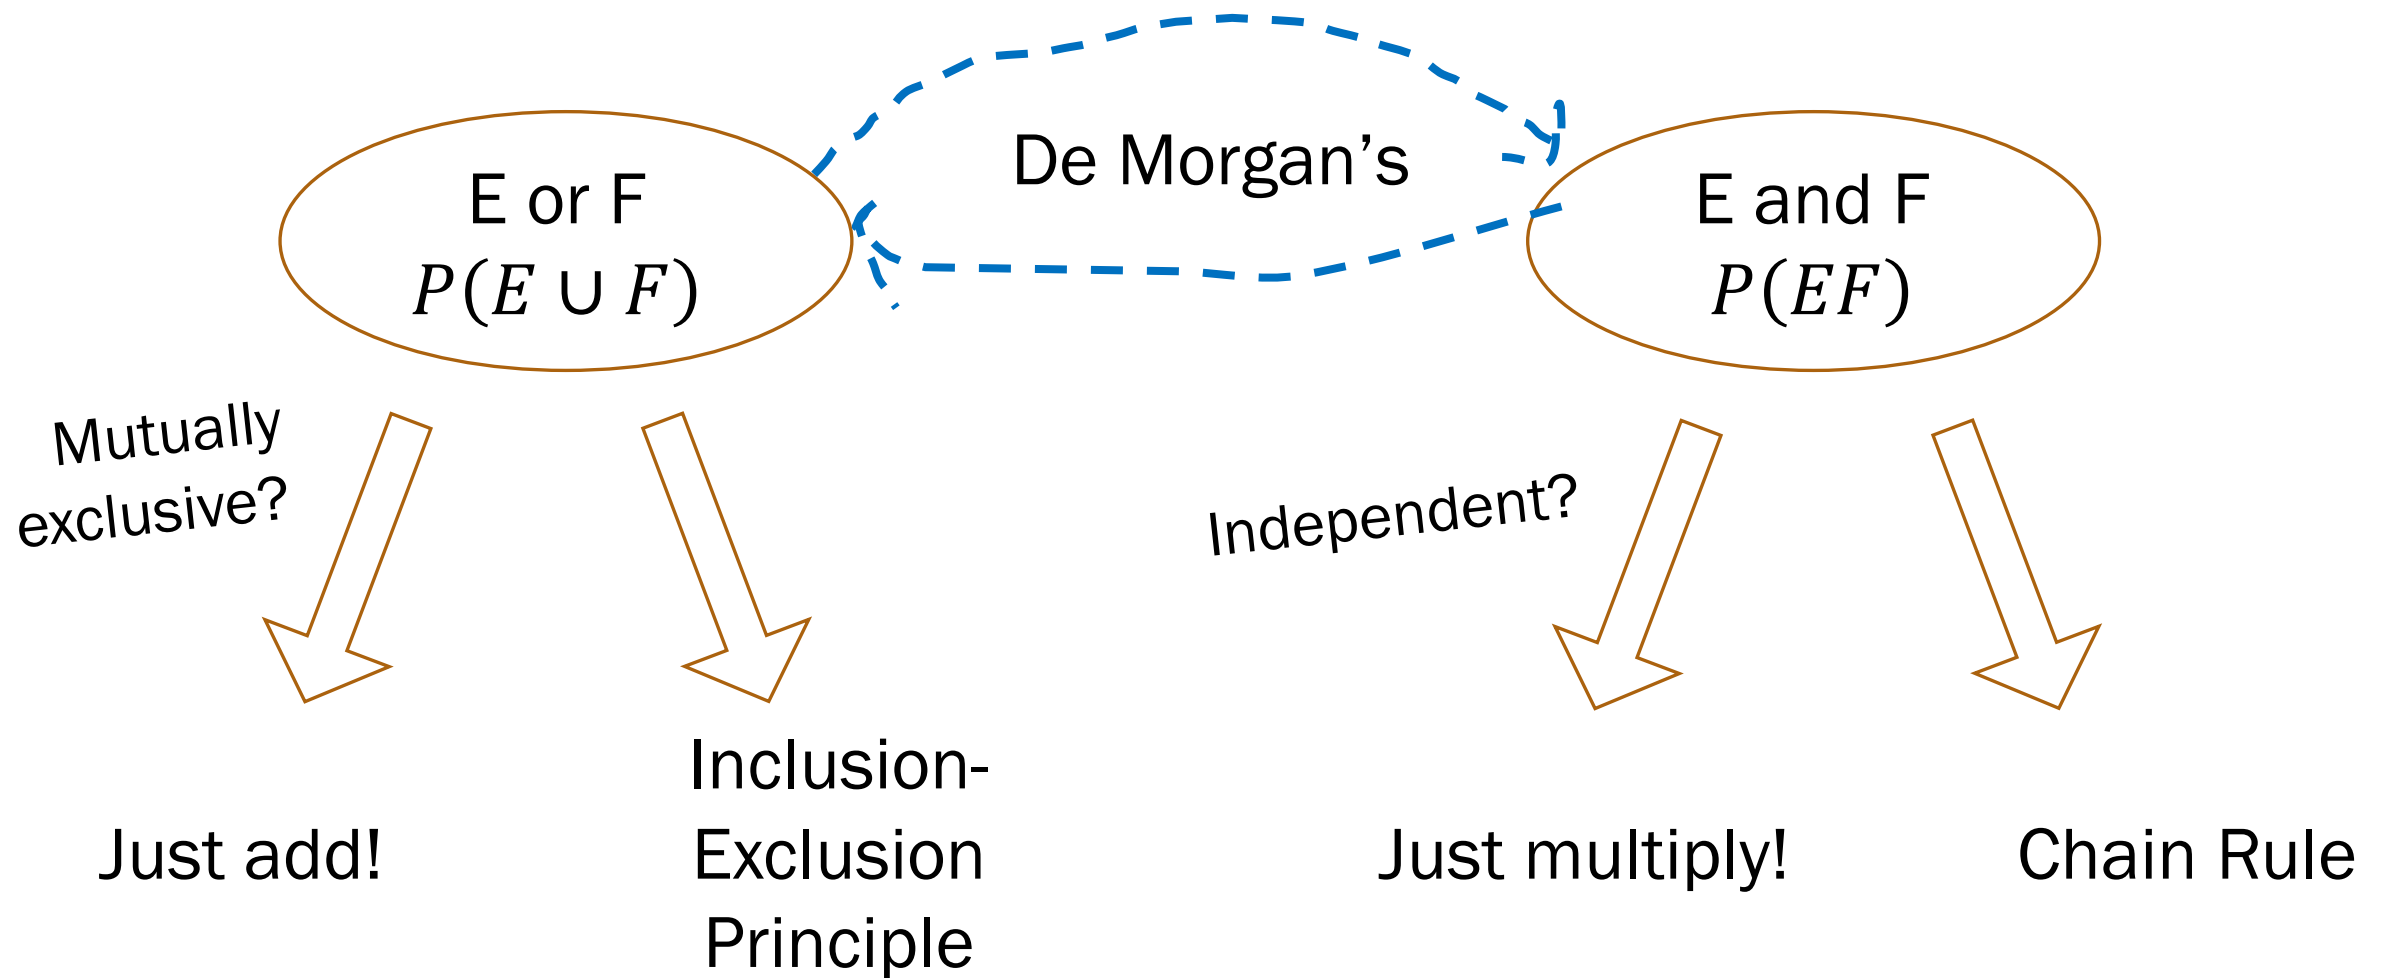 De Morgan’s
E or F
P(E ∪ F)
E and F
P(EF)
Mutually
exclusive?
Independent?
Just add!
Inclusion-
Exclusion
Principle
Just multiply!
Chain Rule